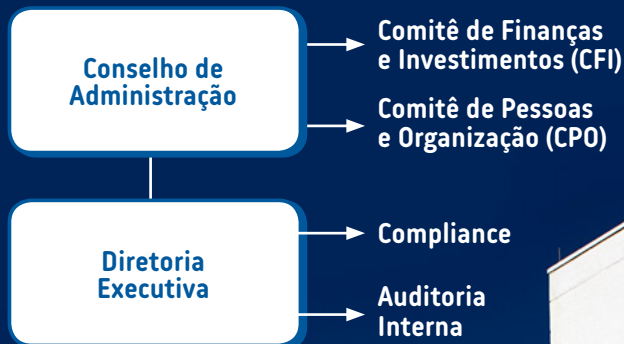 Conselho de
Administração
Comitê de Finanças
e Investimentos (CFI)
Comitê de Pessoas
e Organização (CPO)
Diretoria
Executiva
Compliance
Auditoria
Interna